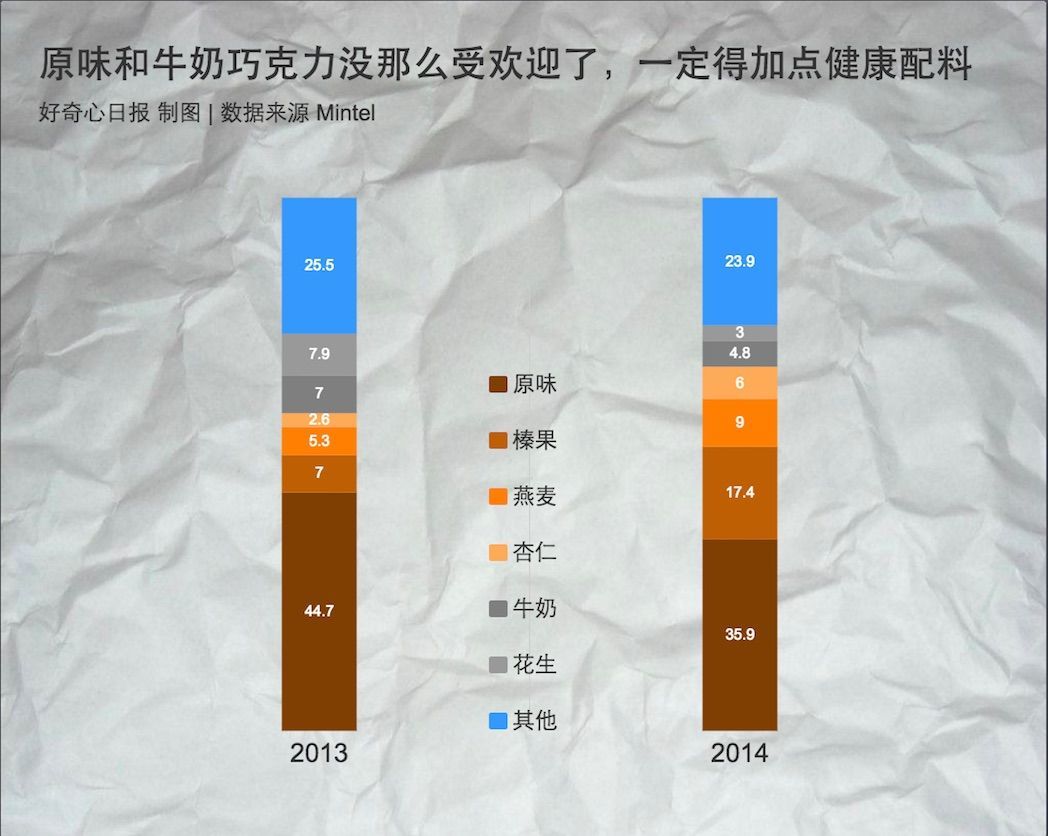 原味和牛奶巧克力没那么受欢迎了，一定得加点健康配料
好奇心日报 制图 | 数据来源 Mintel
25.5
7.9
7
2.6
5.3
7
44.7
2013
原味
榛果
燕麦
杏仁
牛奶
花生
其他
23.9
3
4.8
6
9
17.4
35.9
2014